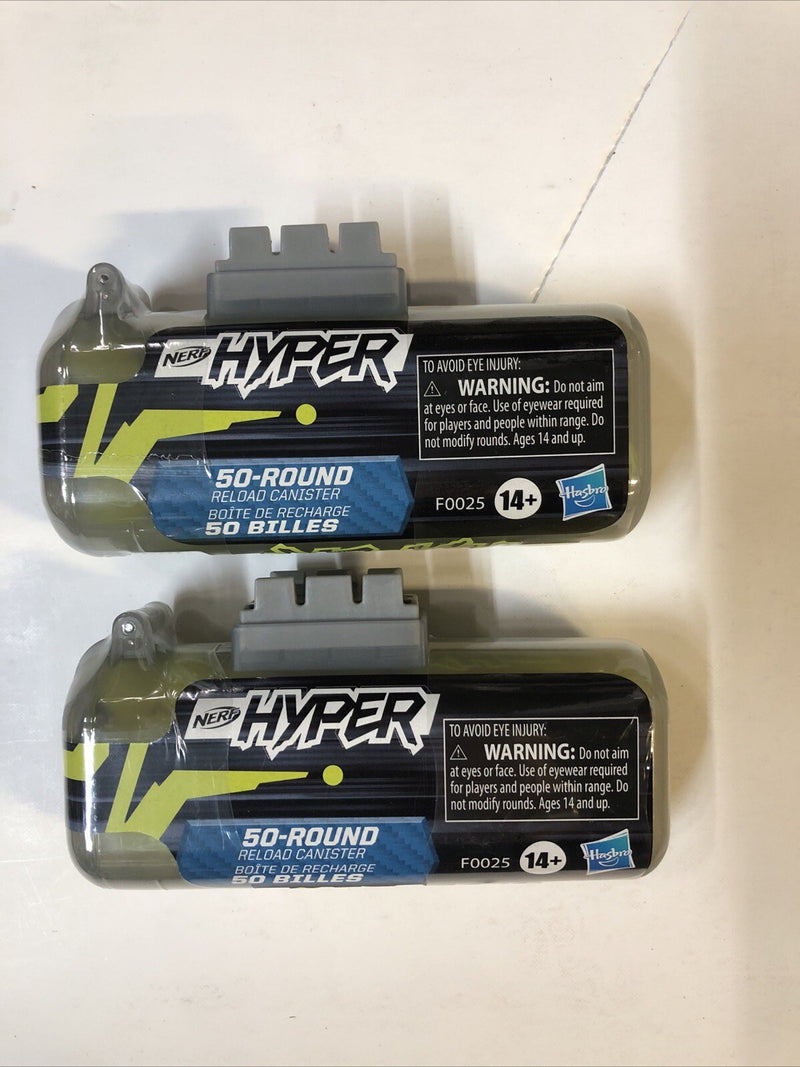 NERF HYPER
TO AVOID EYE INJURY:
⚠ WARNING: Do not aim
at eyes or face. Use of eyewear required
for players and people within range. Do
not modify rounds. Ages 14 and up.
50-ROUND
RELOAD CANISTER
BOÎTE DE RECHARGE
50 BILLES
F0025 14+ Hasbro
NERF HYPER
TO AVOID EYE INJURY:
⚠ WARNING: Do not aim
at eyes or face. Use of eyewear required
for players and people within range. Do
not modify rounds. Ages 14 and up.
50-ROUND
RELOAD CANISTER
BOÎTE DE RECHARGE
50 BILLES
F0025 14+ Hasbro